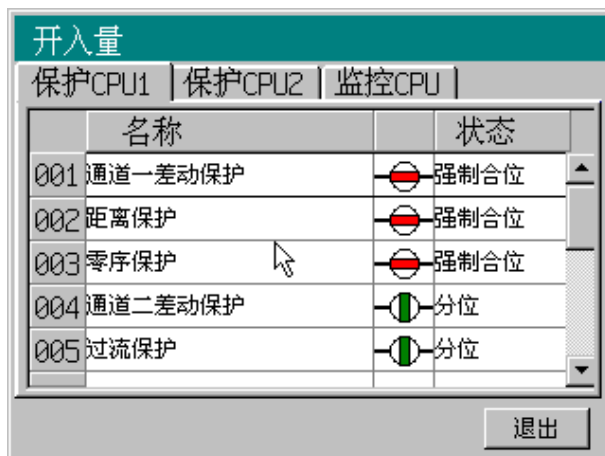 开入量
保护CPU1 保护CPU2 监控CPU
名称 状态
001 通道一差动保护 强制合位
002 距离保护 强制合位
003 零序保护 强制合位
004 通道二差动保护 分位
005 过流保护 分位
退出